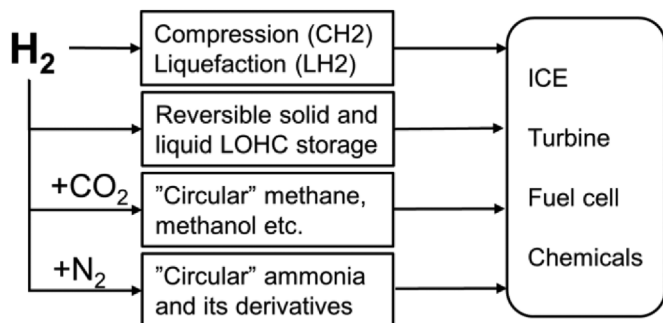 H₂
Compression (CH2)
Liquefaction (LH2)
Reversible solid and
liquid LOHC storage
+CO₂
”Circular” methane,
methanol etc.
+N₂
”Circular” ammonia
and its derivatives
ICE
Turbine
Fuel cell
Chemicals